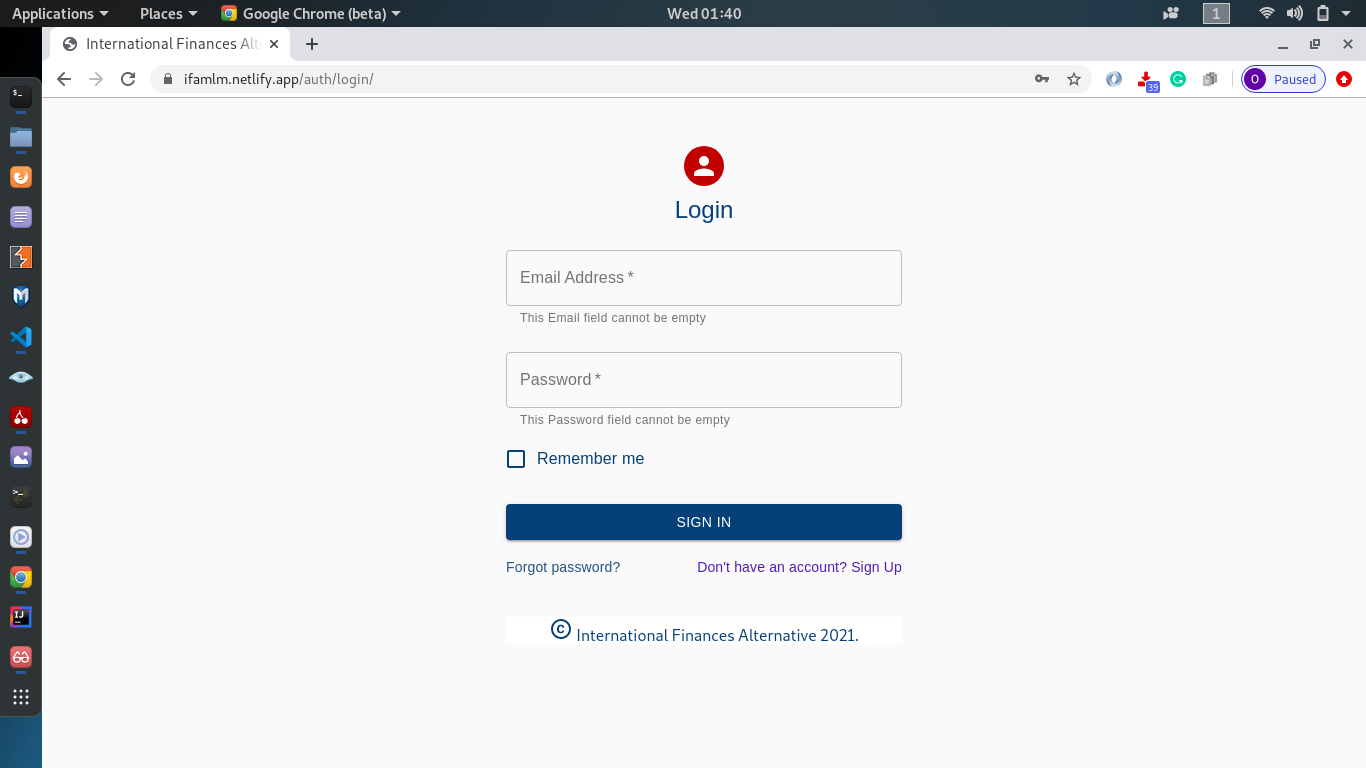 Applications Places Google Chrome (beta) Wed 01:40 1
International Finances Alt
ifamlm.netlify.app/auth/login/ 39 O Paused
Login
Email Address *
This Email field cannot be empty
Password *
This Password field cannot be empty
Remember me
SIGN IN
Forgot password? Don't have an account? Sign Up
© International Finances Alternative 2021.